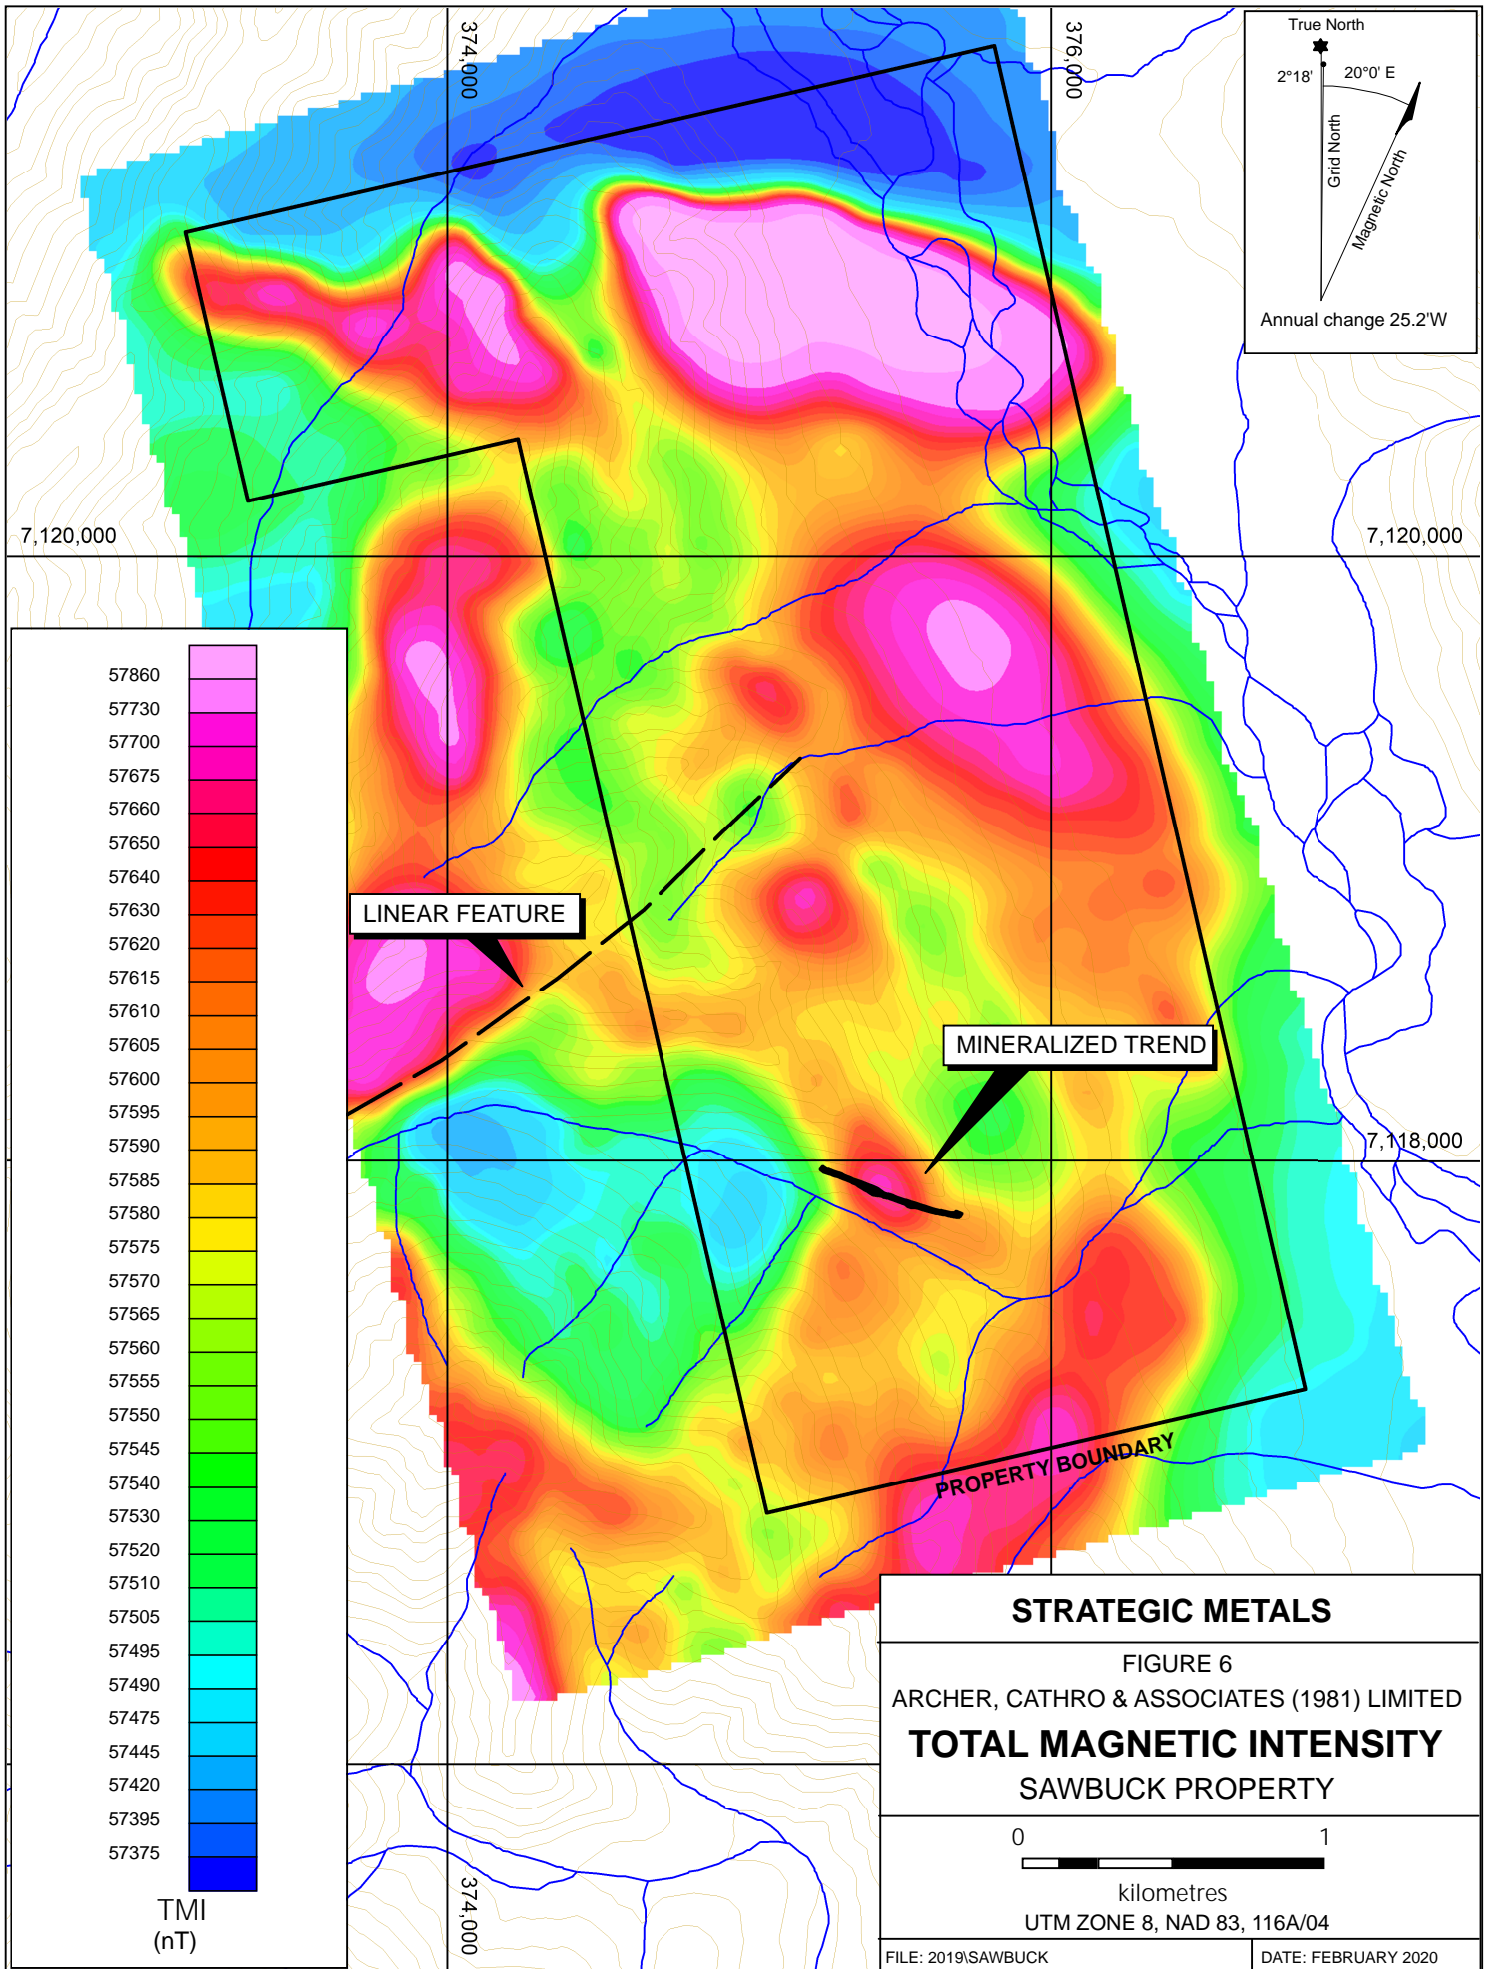 374,000
376,000
True North
2°18'
20°0' E
Grid North
Magnetic North
Annual change 25.2'W
7,120,000
7,120,000
57860
57730
57700
57675
57660
57650
57640
57630
57620
57615
57610
57605
57600
57595
57590
57585
57580
57575
57570
57565
57560
57555
57550
57545
57540
57530
57520
57510
57505
57495
57490
57475
57445
57420
57395
57375
TMI
(nT)
LINEAR FEATURE
MINERALIZED TREND
7,118,000
PROPERTY BOUNDARY
374,000
STRATEGIC METALS
FIGURE 6
ARCHER, CATHRO & ASSOCIATES (1981) LIMITED
TOTAL MAGNETIC INTENSITY
SAWBUCK PROPERTY
0 1
kilometres
UTM ZONE 8, NAD 83, 116A/04
FILE: 2019\SAWBUCK
DATE: FEBRUARY 2020